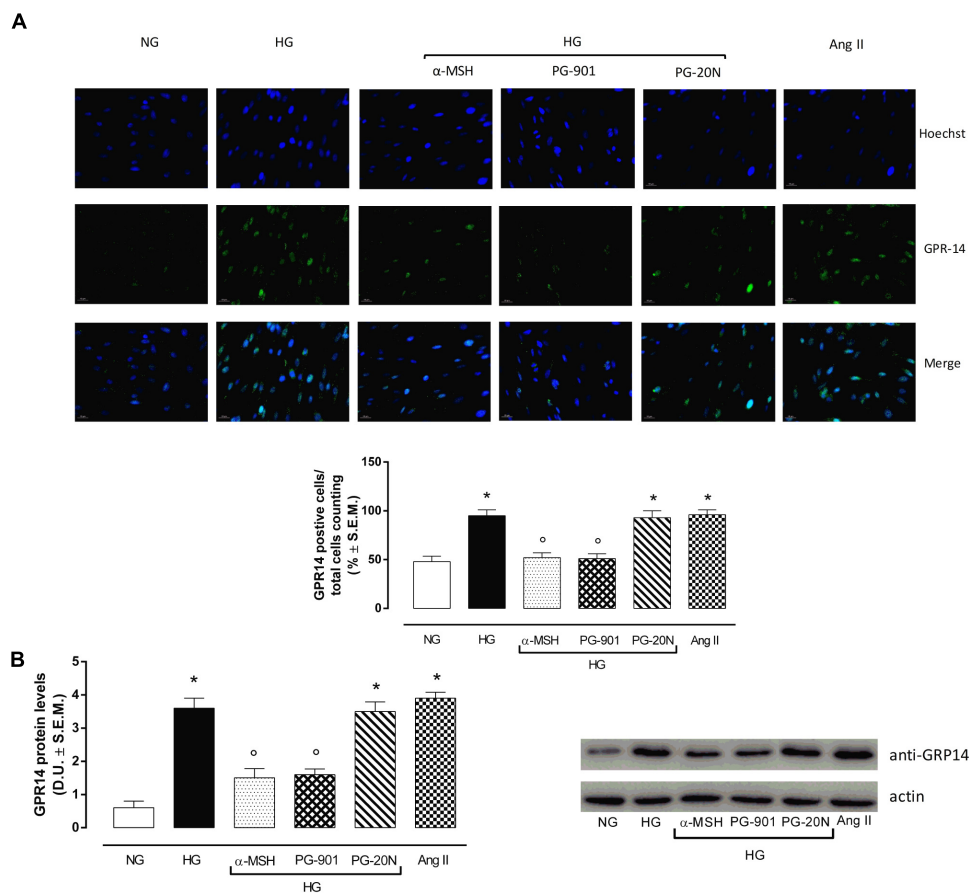 A
NG HG HG Ang II
α-MSH PG-901 PG-20N
Hoechst
GPR-14
Merge
GPR14 postive cells/
total cells counting
(% ± S.E.M.)
150
100
50
0
* ° ° * *
NG HG α-MSH PG-901 PG-20N Ang II
HG
B
GPR14 protein levels
(D.U. ± S.E.M.)
5
4
3
2
1
0
* ° ° * *
NG HG α-MSH PG-901 PG-20N Ang II
HG
anti-GRP14
actin
NG HG α-MSH PG-901 PG-20N Ang II
HG